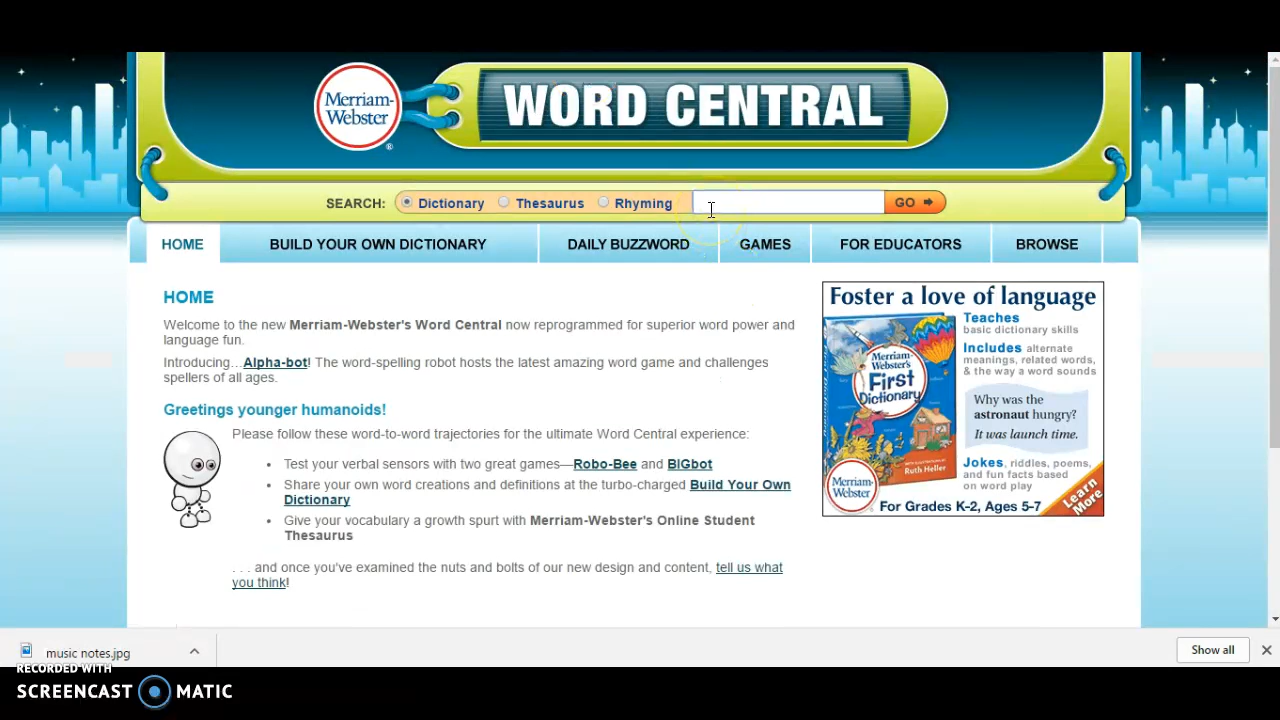 Merriam-
Webster
®
WORD CENTRAL
SEARCH: Dictionary Thesaurus Rhyming GO
HOME BUILD YOUR OWN DICTIONARY DAILY BUZZWORD GAMES FOR EDUCATORS BROWSE
HOME
Welcome to the new Merriam-Webster's Word Central now reprogrammed for superior word power and
language fun.
Introducing…Alpha-bot! The word-spelling robot hosts the latest amazing word game and challenges
spellers of all ages.
Greetings younger humanoids!
Please follow these word-to-word trajectories for the ultimate Word Central experience:
• Test your verbal sensors with two great games—Robo-Bee and BIGbot
• Share your own word creations and definitions at the turbo-charged Build Your Own
Dictionary
• Give your vocabulary a growth spurt with Merriam-Webster's Online Student
Thesaurus
. . . and once you've examined the nuts and bolts of our new design and content, tell us what
you think!
Foster a love of language
Merriam-
Webster's
First
Dictionary
WITH ILLUSTRATIONS BY
RUTH HELLER
Merriam-
Webster
Teaches
basic dictionary skills
Includes alternate
meanings, related words,
& the way a word sounds
Why was the
astronaut hungry?
It was launch time.
Jokes, riddles, poems,
and fun facts based
on word play
For Grades K-2, Ages 5-7
Learn
More
music notes.jpg
Show all
RECORDED WITH
SCREENCAST MATIC